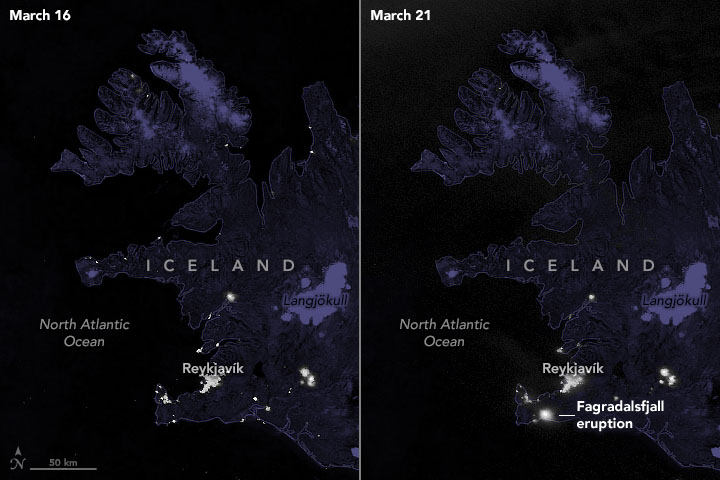 March 16
ICELAND
Langjökull
North Atlantic
Ocean
Reykjavík
N
50 km
March 21
ICELAND
Langjökull
North Atlantic
Ocean
Reykjavík
Fagradalsfjall
eruption